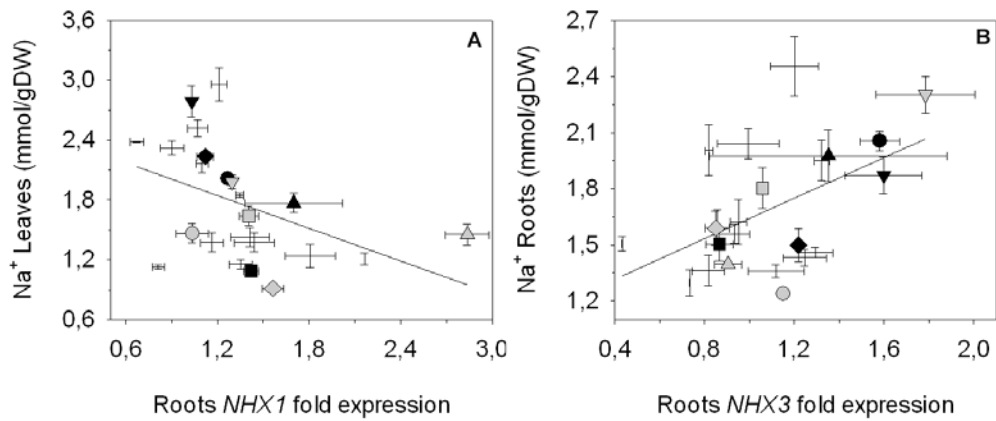 A
Na⁺ Leaves (mmol/gDW)
3,6
3,0
2,4
1,8
1,2
0,6
0,6 1,2 1,8 2,4 3,0
Roots NHX1 fold expression
B
Na⁺ Roots (mmol/gDW)
2,7
2,4
2,1
1,8
1,5
1,2
0,4 0,8 1,2 1,6 2,0
Roots NHX3 fold expression